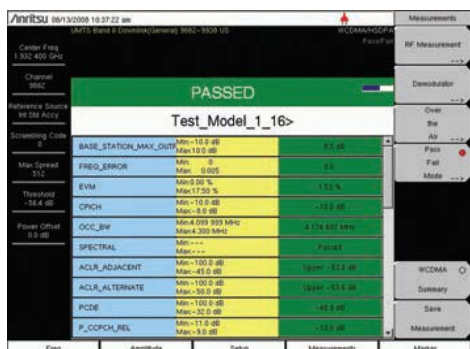 /Inritsu 06/13/2008 10:37:22 am
Measurements
UMTS Band II Downlink(General) 9662 - 9938 US
WCDMA/HSDPA
Pass/Fail
Center Freq
1.932 400 GHz
Channel
9662
Reference Source
Int Std Accy
Scrambling Code
0
Max Spread
512
Threshold
-56.4 dB
Power Offset
0.0 dB
PASSED
Test_Model_1_16>
BASE_STATION_MAX_OUTP Min:-10.0 dB Max:10.0 dB
FREQ_ERROR Min: 0 Max: 0.005 0.0
EVM Min:0.00 % Max:17.50 %
CPICH Min:-10.0 dB Max:-8.0 dB -10.0 dB
OCC_BW Min:4.099 999 MHz Max:4.300 MHz
SPECTRAL Min:--- Max:--- Passed
ACLR_ADJACENT Min:-100.0 dB Max:-45.0 dB
ACLR_ALTERNATE Min:-100.0 dB Max:-50.0 dB
PCDE Min:-100.0 dB Max:-32.0 dB
P_CCPCH_REL Min:-11.0 dB Max:-9.0 dB
RF Measurement
-->
Demodulator
-->
Over
the
Air -->
Pass
Fail
Mode -->
WCDMA
Summary
Save
Measurement
Freq Amplitude Setup Measurements Marker